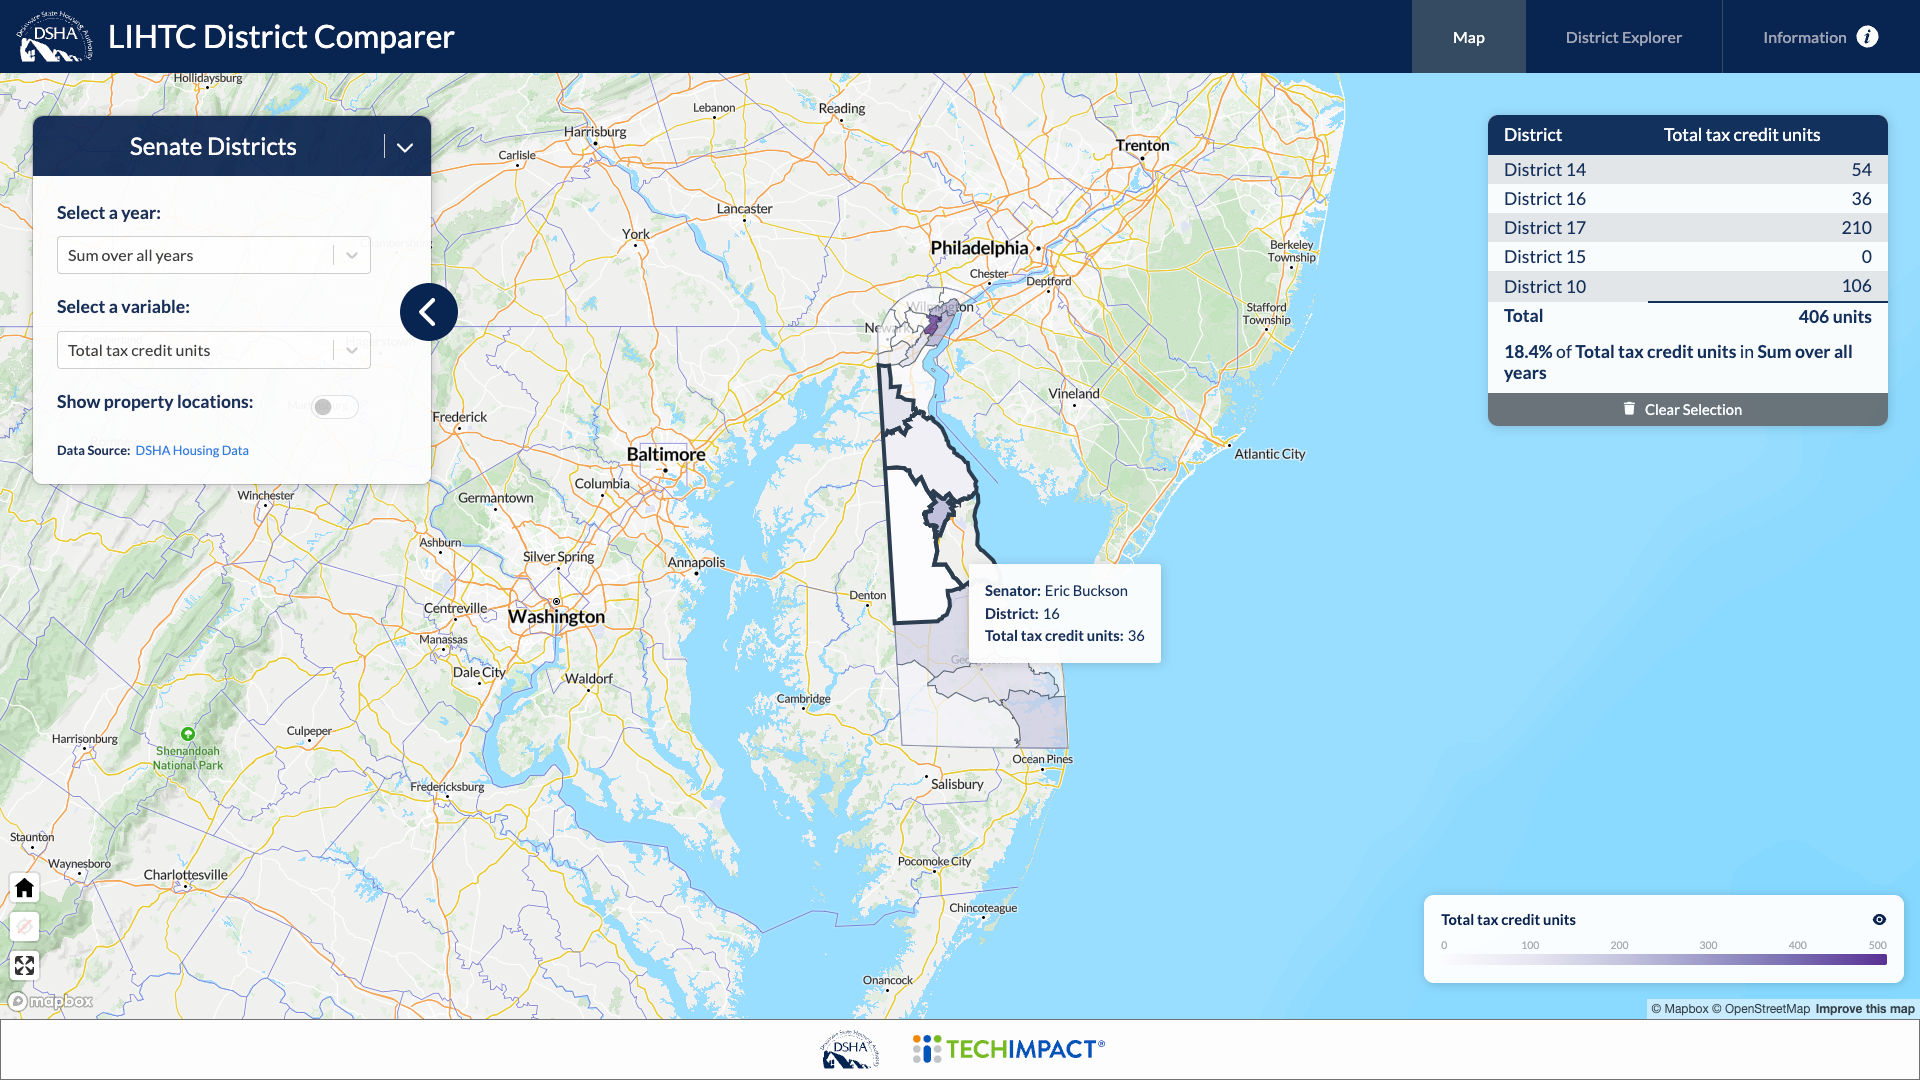 DSHA
LIHTC District Comparer
Map
District Explorer
Information
Senate Districts
Select a year:
Sum over all years
Select a variable:
Total tax credit units
Show property locations:
Data Source: DSHA Housing Data
District Total tax credit units
District 14 54
District 16 36
District 17 210
District 15 0
District 10 106
Total 406 units
18.4% of Total tax credit units in Sum over all
years
Clear Selection
Hollidaysburg
Lebanon
Reading
Harrisburg
Carlisle
Trenton
Lancaster
York
Philadelphia
Berkeley
Township
Chester
Deptford
Wilmington
Stafford
Township
Newark
Vineland
Frederick
Baltimore
Atlantic City
Columbia
Winchester
Germantown
Ashburn
Silver Spring
Annapolis
Denton
Centreville
Washington
Manassas
Dale City
Waldorf
Cambridge
Senator: Eric Buckson
District: 16
Total tax credit units: 36
Culpeper
Harrisonburg
Shenandoah
National Park
Ocean Pines
Fredericksburg
Salisbury
Staunton
Waynesboro
Charlottesville
Pocomoke City
Chincoteague
Onancock
Total tax credit units
0 100 200 300 400 500
mapbox
© Mapbox © OpenStreetMap Improve this map
DSHA
TECHIMPACT®